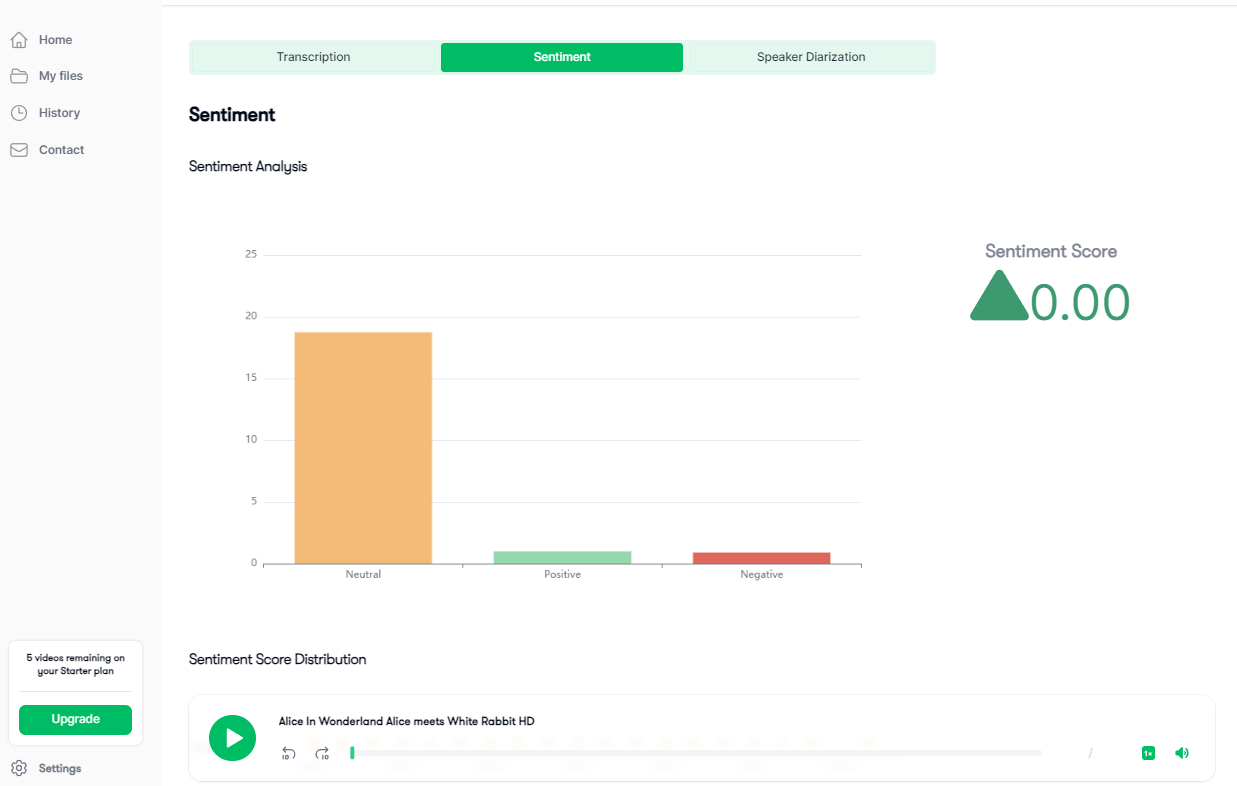 Home
My files
History
Contact
5 videos remaining on
your Starter plan
Upgrade
Settings
Transcription
Sentiment
Speaker Diarization
Sentiment
Sentiment Analysis
25
20
15
10
5
0
Neutral
Positive
Negative
Sentiment Score
0.00
Sentiment Score Distribution
Alice In Wonderland Alice meets White Rabbit HD
10
10
/
1x